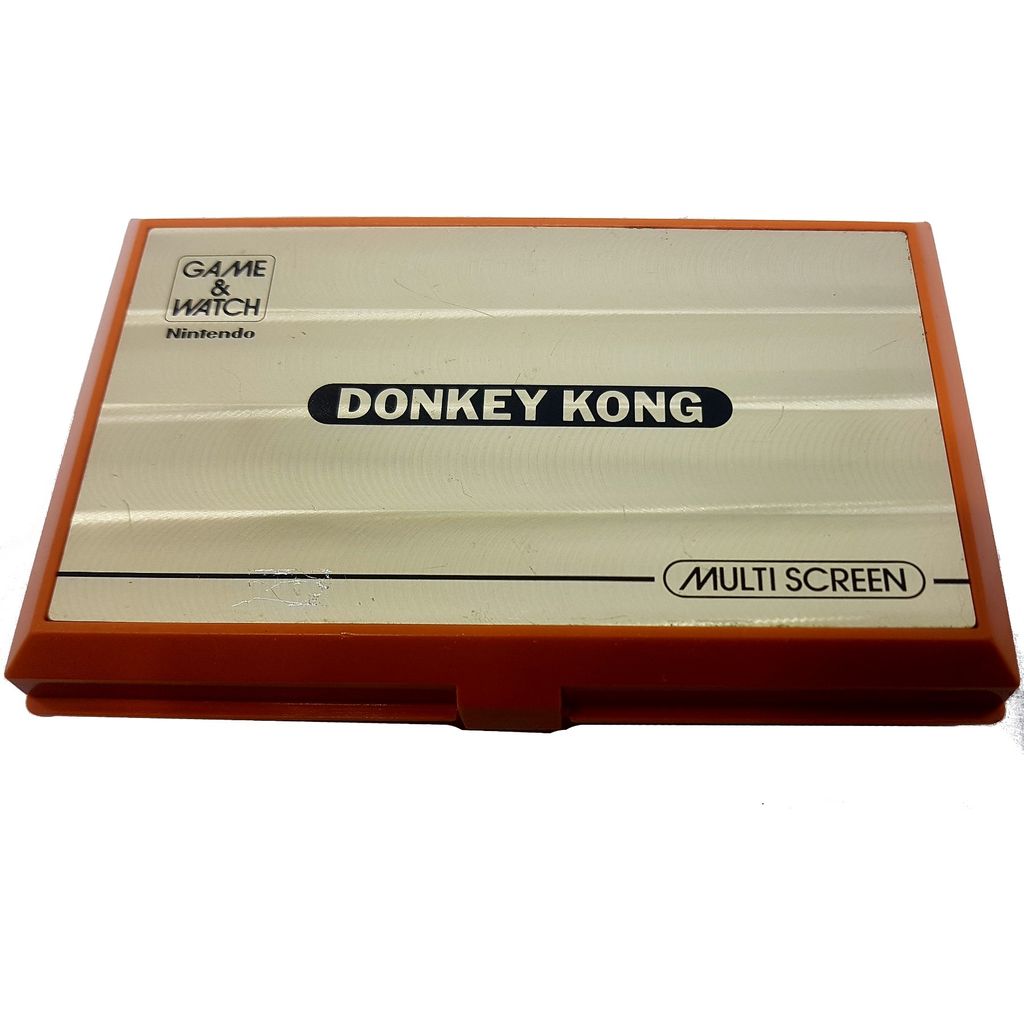 GAME
&
WATCH
Nintendo
DONKEY KONG
MULTI SCREEN